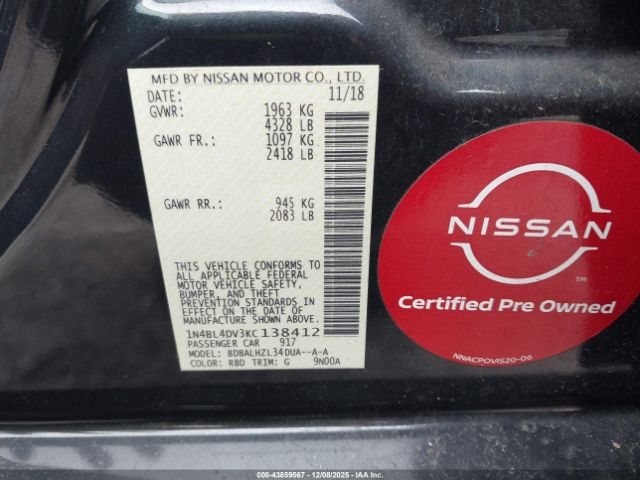 MFD BY NISSAN MOTOR CO., LTD.
DATE: 11/18
GVWR: 1963 KG
4328 LB
GAWR FR.: 1097 KG
2418 LB
GAWR RR.: 945 KG
2083 LB
THIS VEHICLE CONFORMS TO
ALL APPLICABLE FEDERAL
MOTOR VEHICLE SAFETY,
BUMPER, AND THEFT
PREVENTION STANDARDS IN
EFFECT ON THE DATE OF
MANUFACTURE SHOWN ABOVE.
1N4BL4DV3KC138412
PASSENGER CAR 917
MODEL: BDBALHZL34DUA--A-A
COLOR: RBD TRIM: G 9N00A
NISSAN
TM
Certified Pre Owned
NNACPOVIS20-06
000-43859567 | 12/08/2025 - IAA, Ltd.